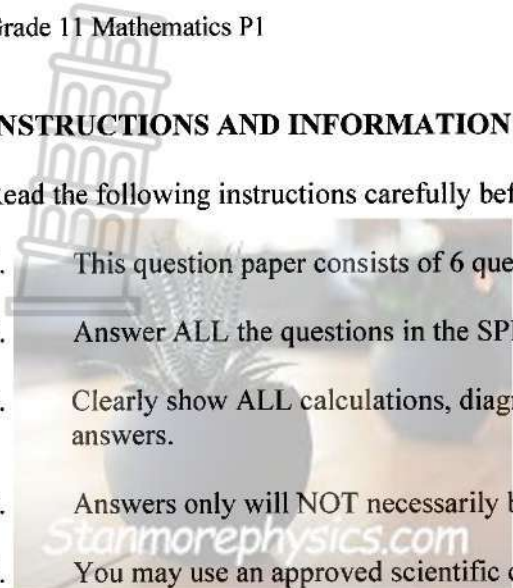 Grade 11 Mathematics P1
INSTRUCTIONS AND INFORMATION
Read the following instructions carefully bef
. This question paper consists of 6 que
. Answer ALL the questions in the SP
. Clearly show ALL calculations, diagr
answers.
. Answers only will NOT necessarily b
Stanmorephysics.com
. You may use an approved scientific c